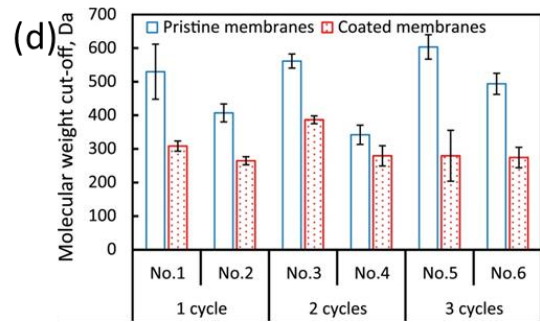 (d)
Molecular weight cut-off, Da
700
600
500
400
300
200
100
0
Pristine membranes Coated membranes
No.1 No.2 No.3 No.4 No.5 No.6
1 cycle 2 cycles 3 cycles